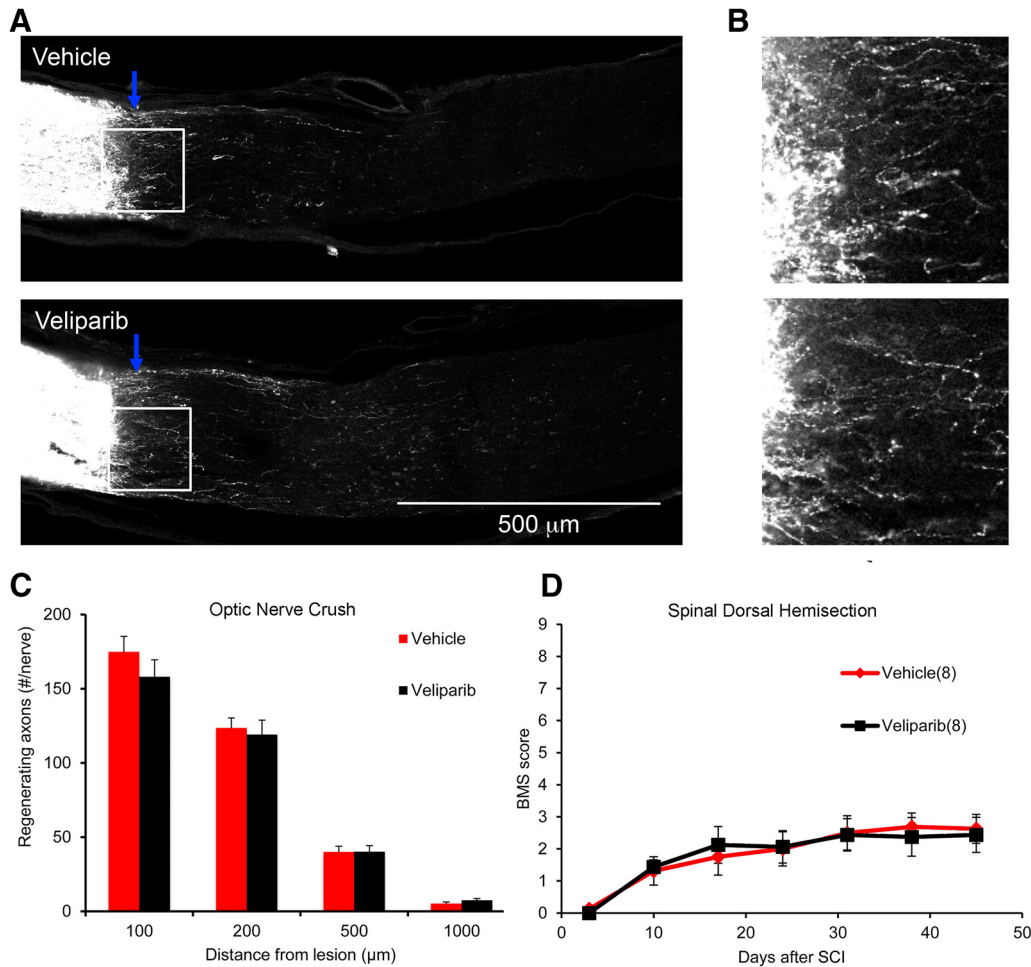 A
B
Vehicle
Veliparib
500 µm
C
D
Optic Nerve Crush
Spinal Dorsal Hemisection
Vehicle
Veliparib
Regenerating axons (#/nerve)
200
150
100
50
0
100 200 500 1000
Distance from lesion (µm)
Vehicle(8)
Veliparib(8)
BMS score
9
8
7
6
5
4
3
2
1
0
0 10 20 30 40 50
Days after SCI